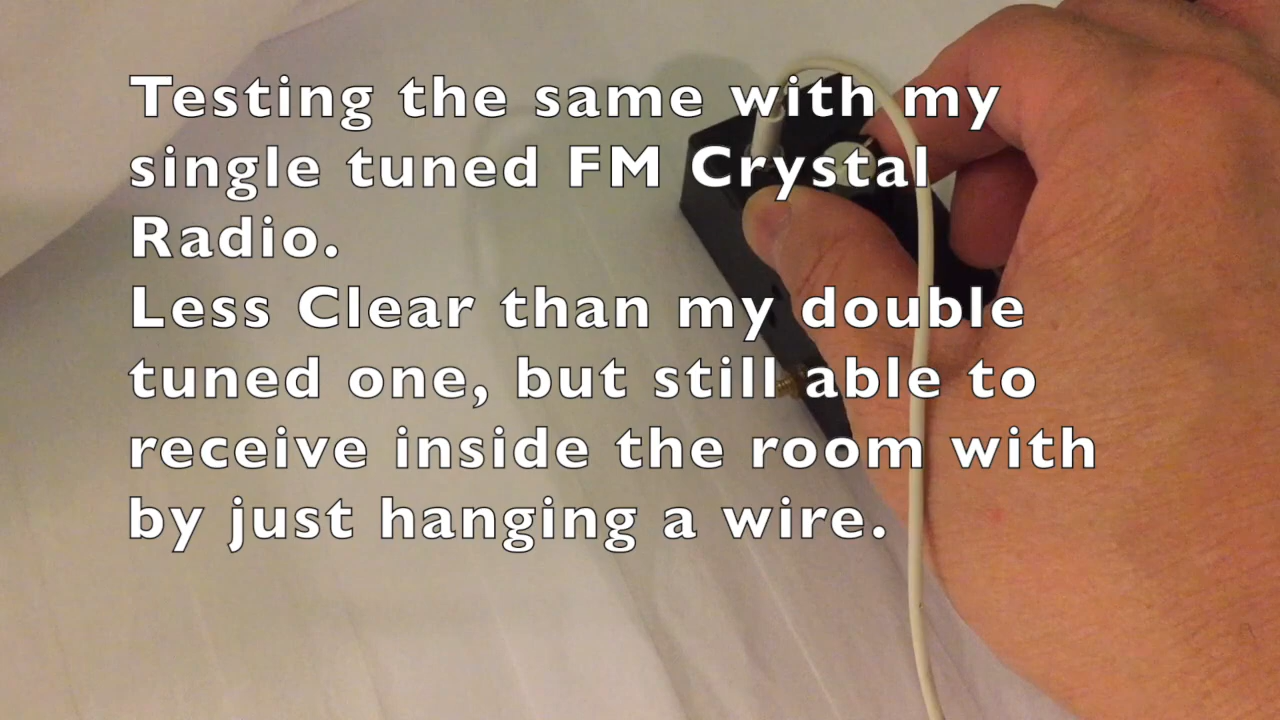 Testing the same with my
single tuned FM Crystal
Radio.
Less Clear than my double
tuned one, but still able to
receive inside the room with
by just hanging a wire.